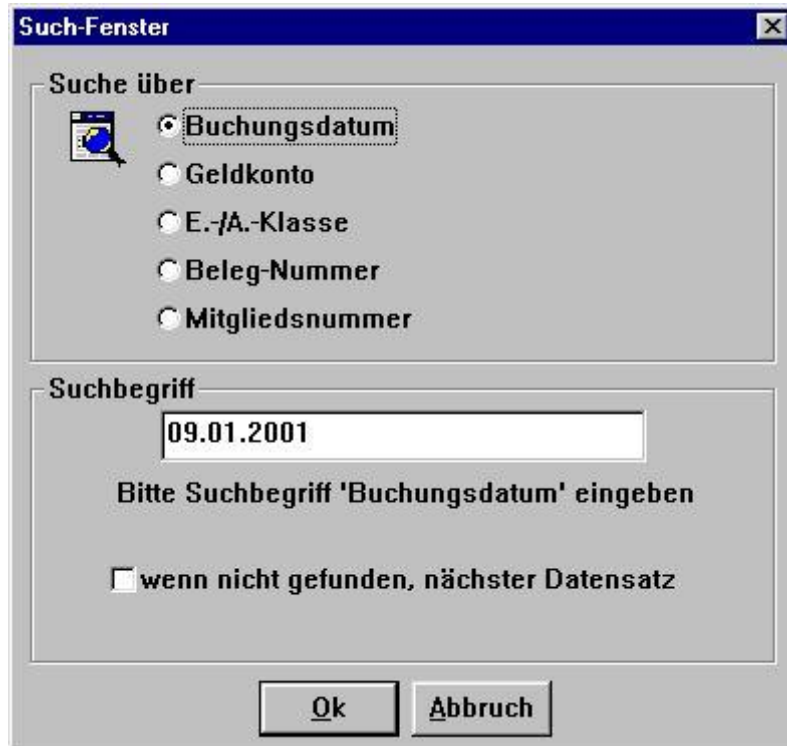 Such-Fenster
Suche über
Buchungsdatum
Geldkonto
E.-/A.-Klasse
Beleg-Nummer
Mitgliedsnummer
Suchbegriff
09.01.2001
Bitte Suchbegriff 'Buchungsdatum' eingeben
wenn nicht gefunden, nächster Datensatz
Ok Abbruch